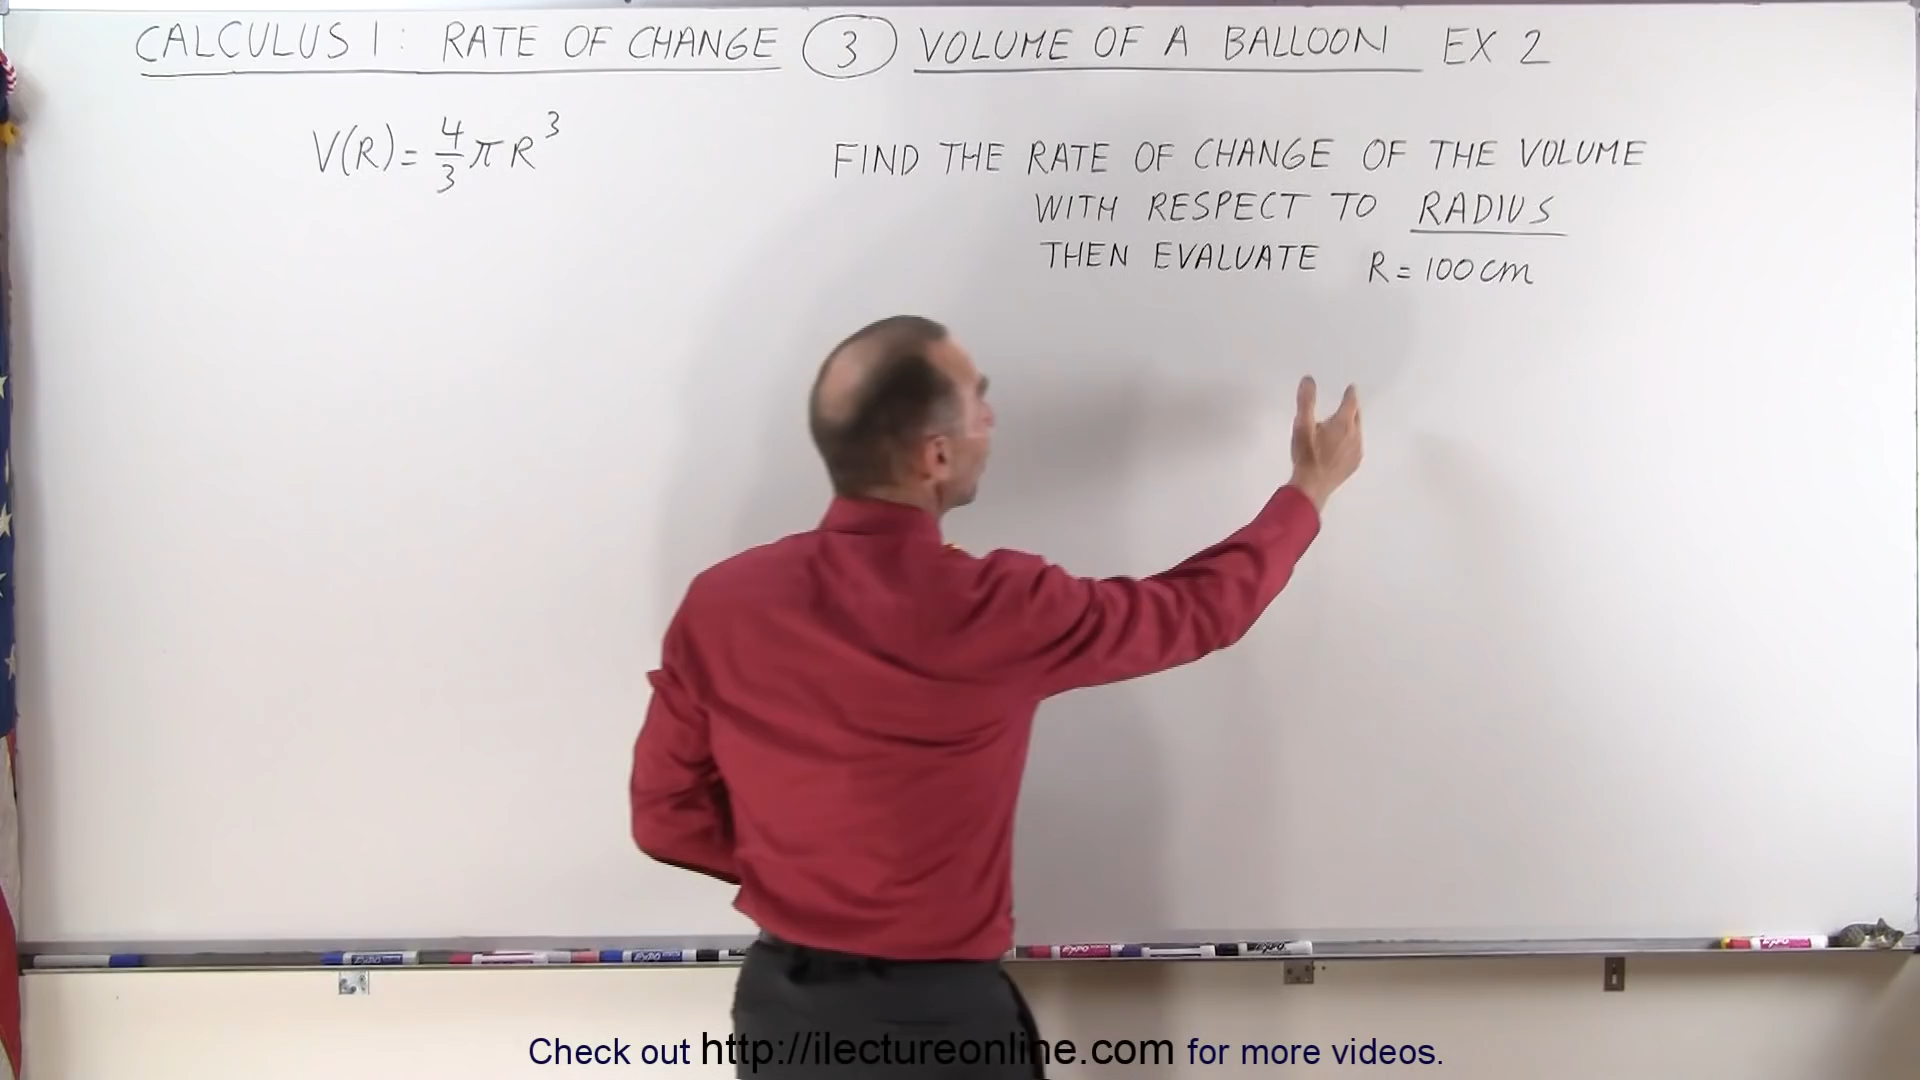 CALCULUS 1: RATE OF CHANGE 3 VOLUME OF A BALLOON EX 2
V(R) = 4/3 π R³
FIND THE RATE OF CHANGE OF THE VOLUME
WITH RESPECT TO RADIUS
THEN EVALUATE R = 100 cm
Check out http://ilectureonline.com for more videos.